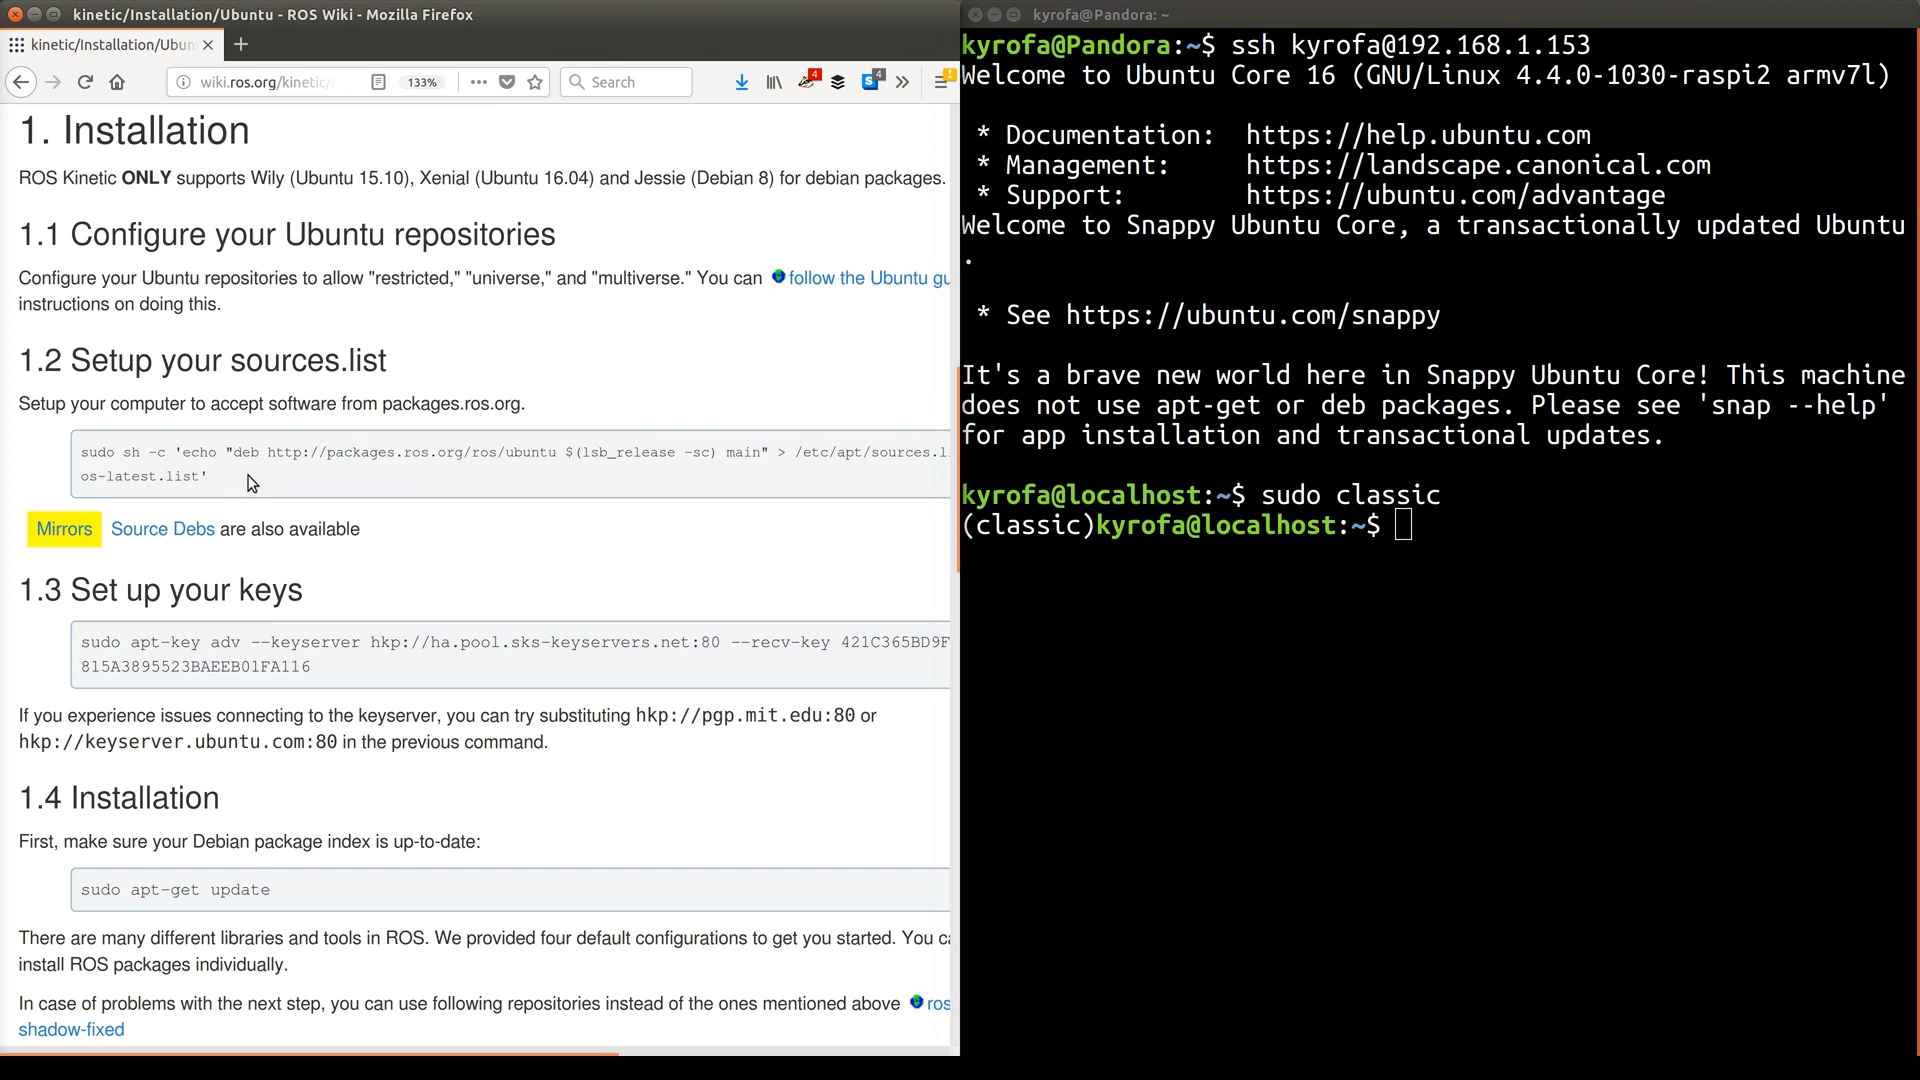 kinetic/Installation/Ubuntu - ROS Wiki - Mozilla Firefox
kinetic/Installation/Ubun
wiki.ros.org/kinetic/
133%
Search
4
4
1. Installation
ROS Kinetic ONLY supports Wily (Ubuntu 15.10), Xenial (Ubuntu 16.04) and Jessie (Debian 8) for debian packages.
1.1 Configure your Ubuntu repositories
Configure your Ubuntu repositories to allow "restricted," "universe," and "multiverse." You can follow the Ubuntu gu
instructions on doing this.
1.2 Setup your sources.list
Setup your computer to accept software from packages.ros.org.
sudo sh -c 'echo "deb http://packages.ros.org/ros/ubuntu $(lsb_release -sc) main" > /etc/apt/sources.li
os-latest.list'
Mirrors Source Debs are also available
1.3 Set up your keys
sudo apt-key adv --keyserver hkp://ha.pool.sks-keyservers.net:80 --recv-key 421C365BD9F
815A3895523BAEEB01FA116
If you experience issues connecting to the keyserver, you can try substituting hkp://pgp.mit.edu:80 or
hkp://keyserver.ubuntu.com:80 in the previous command.
1.4 Installation
First, make sure your Debian package index is up-to-date:
sudo apt-get update
There are many different libraries and tools in ROS. We provided four default configurations to get you started. You ca
install ROS packages individually.
In case of problems with the next step, you can use following repositories instead of the ones mentioned above ros
shadow-fixed
kyrofa@Pandora: ~
kyrofa@Pandora:~$ ssh kyrofa@192.168.1.153
Welcome to Ubuntu Core 16 (GNU/Linux 4.4.0-1030-raspi2 armv7l)
* Documentation: https://help.ubuntu.com
* Management: https://landscape.canonical.com
* Support: https://ubuntu.com/advantage
Welcome to Snappy Ubuntu Core, a transactionally updated Ubuntu
.
* See https://ubuntu.com/snappy
It's a brave new world here in Snappy Ubuntu Core! This machine
does not use apt-get or deb packages. Please see 'snap --help'
for app installation and transactional updates.
kyrofa@localhost:~$ sudo classic
(classic)kyrofa@localhost:~$